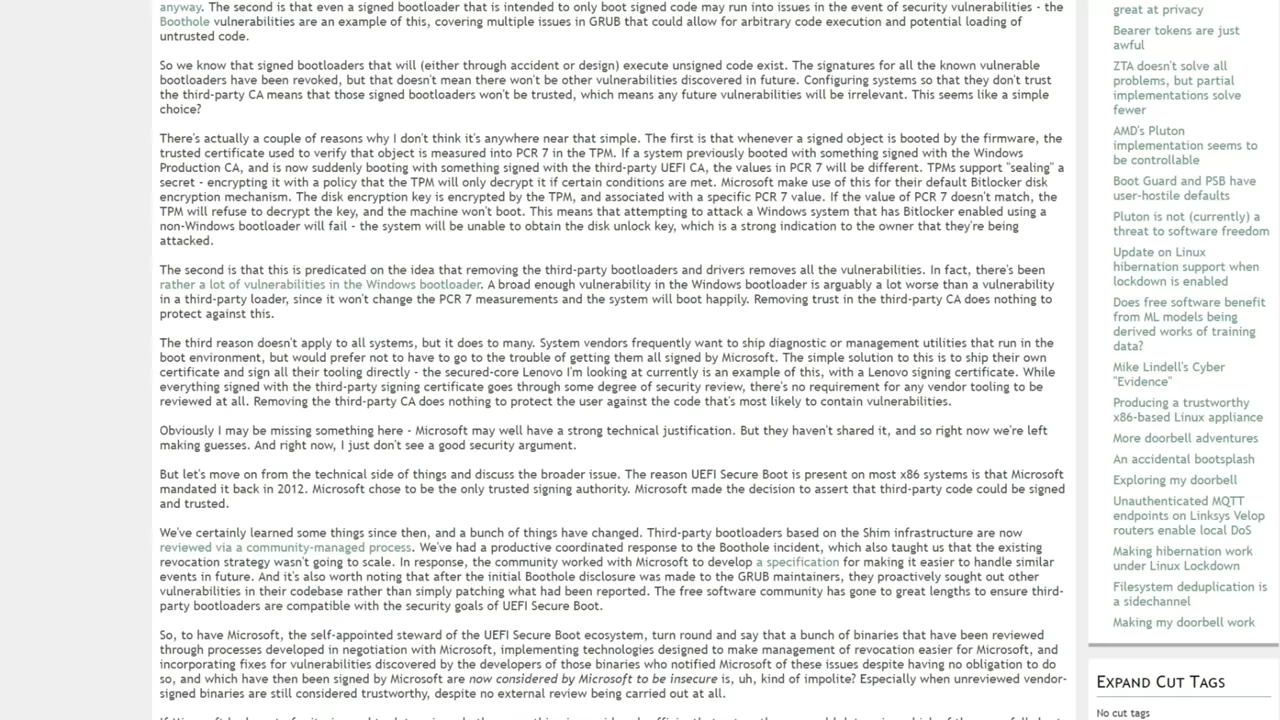 anyway. The second is that even a signed bootloader that is intended to only boot signed code may run into issues in the event of security vulnerabilities - the
Boothole vulnerabilities are an example of this, covering multiple issues in GRUB that could allow for arbitrary code execution and potential loading of
untrusted code.
So we know that signed bootloaders that will (either through accident or design) execute unsigned code exist. The signatures for all the known vulnerable
bootloaders have been revoked, but that doesn't mean there won't be other vulnerabilities discovered in future. Configuring systems so that they don't trust
the third-party CA means that those signed bootloaders won't be trusted, which means any future vulnerabilities will be irrelevant. This seems like a simple
choice?
There's actually a couple of reasons why I don't think it's anywhere near that simple. The first is that whenever a signed object is booted by the firmware, the
trusted certificate used to verify that object is measured into PCR 7 in the TPM. If a system previously booted with something signed with the Windows
Production CA, and is now suddenly booting with something signed with the third-party UEFI CA, the values in PCR 7 will be different. TPMs support "sealing" a
secret - encrypting it with a policy that the TPM will only decrypt it if certain conditions are met. Microsoft make use of this for their default Bitlocker disk
encryption mechanism. The disk encryption key is encrypted by the TPM, and associated with a specific PCR 7 value. If the value of PCR 7 doesn't match, the
TPM will refuse to decrypt the key, and the machine won't boot. This means that attempting to attack a Windows system that has Bitlocker enabled using a
non-Windows bootloader will fail - the system will be unable to obtain the disk unlock key, which is a strong indication to the owner that they're being
attacked.
The second is that this is predicated on the idea that removing the third-party bootloaders and drivers removes all the vulnerabilities. In fact, there's been
rather a lot of vulnerabilities in the Windows bootloader. A broad enough vulnerability in the Windows bootloader is arguably a lot worse than a vulnerability
in a third-party loader, since it won't change the PCR 7 measurements and the system will boot happily. Removing trust in the third-party CA does nothing to
protect against this.
The third reason doesn't apply to all systems, but it does to many. System vendors frequently want to ship diagnostic or management utilities that run in the
boot environment, but would prefer not to have to go to the trouble of getting them all signed by Microsoft. The simple solution to this is to ship their own
certificate and sign all their tooling directly - the secured-core Lenovo I'm looking at currently is an example of this, with a Lenovo signing certificate. While
everything signed with the third-party signing certificate goes through some degree of security review, there's no requirement for any vendor tooling to be
reviewed at all. Removing the third-party CA does nothing to protect the user against the code that's most likely to contain vulnerabilities.
Obviously I may be missing something here - Microsoft may well have a strong technical justification. But they haven't shared it, and so right now we're left
making guesses. And right now, I just don't see a good security argument.
But let's move on from the technical side of things and discuss the broader issue. The reason UEFI Secure Boot is present on most x86 systems is that Microsoft
mandated it back in 2012. Microsoft chose to be the only trusted signing authority. Microsoft made the decision to assert that third-party code could be signed
and trusted.
We've certainly learned some things since then, and a bunch of things have changed. Third-party bootloaders based on the Shim infrastructure are now
reviewed via a community-managed process. We've had a productive coordinated response to the Boothole incident, which also taught us that the existing
revocation strategy wasn't going to scale. In response, the community worked with Microsoft to develop a specification for making it easier to handle similar
events in future. And it's also worth noting that after the initial Boothole disclosure was made to the GRUB maintainers, they proactively sought out other
vulnerabilities in their codebase rather than simply patching what had been reported. The free software community has gone to great lengths to ensure third-
party bootloaders are compatible with the security goals of UEFI Secure Boot.
So, to have Microsoft, the self-appointed steward of the UEFI Secure Boot ecosystem, turn round and say that a bunch of binaries that have been reviewed
through processes developed in negotiation with Microsoft, implementing technologies designed to make management of revocation easier for Microsoft, and
incorporating fixes for vulnerabilities discovered by the developers of those binaries who notified Microsoft of these issues despite having no obligation to do
so, and which have then been signed by Microsoft are now considered by Microsoft to be insecure is, uh, kind of impolite? Especially when unreviewed vendor-
signed binaries are still considered trustworthy, despite no external review being carried out at all.
great at privacy
Bearer tokens are just
awful
ZTA doesn't solve all
problems, but partial
implementations solve
fewer
AMD's Pluton
implementation seems to
be controllable
Boot Guard and PSB have
user-hostile defaults
Pluton is not (currently) a
threat to software freedom
Update on Linux
hibernation support when
lockdown is enabled
Does free software benefit
from ML models being
derived works of training
data?
Mike Lindell's Cyber
"Evidence"
Producing a trustworthy
x86-based Linux appliance
More doorbell adventures
An accidental bootsplash
Exploring my doorbell
Unauthenticated MQTT
endpoints on Linksys Velop
routers enable local DoS
Making hibernation work
under Linux Lockdown
Filesystem deduplication is
a sidechannel
Making my doorbell work
EXPAND CUT TAGS
No cut tags